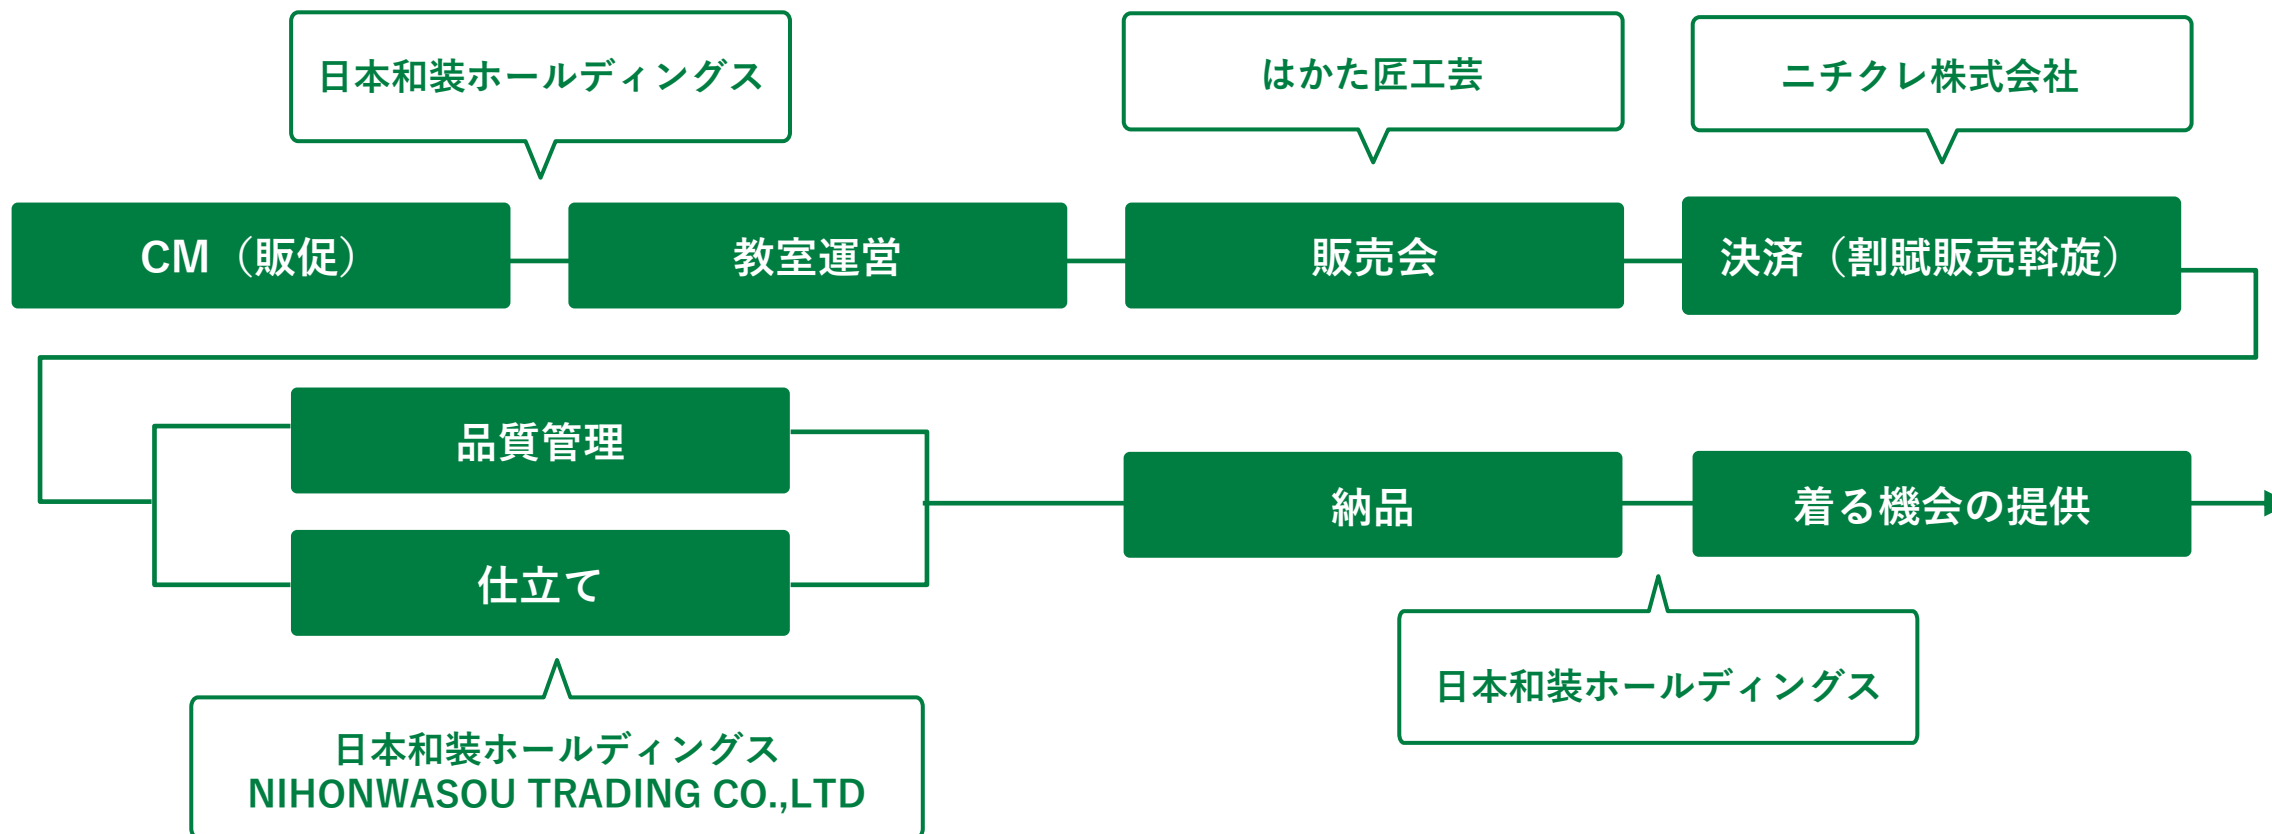 日本和装ホールディングス
はかた匠工芸
ニチクレ株式会社
CM（販促）
教室運営
販売会
決済（割賦販売斡旋）
品質管理
仕立て
納品
着る機会の提供
日本和装ホールディングス
NIHONWASOU TRADING CO.,LTD
日本和装ホールディングス